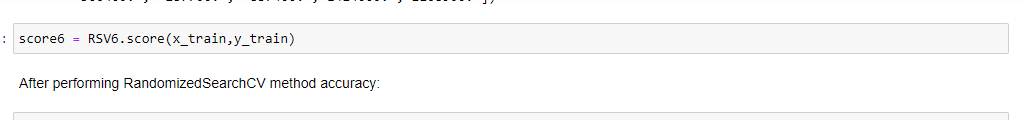 score6 = RSV6.score(x_train,y_train)
After performing RandomizedSearchCV method accuracy: